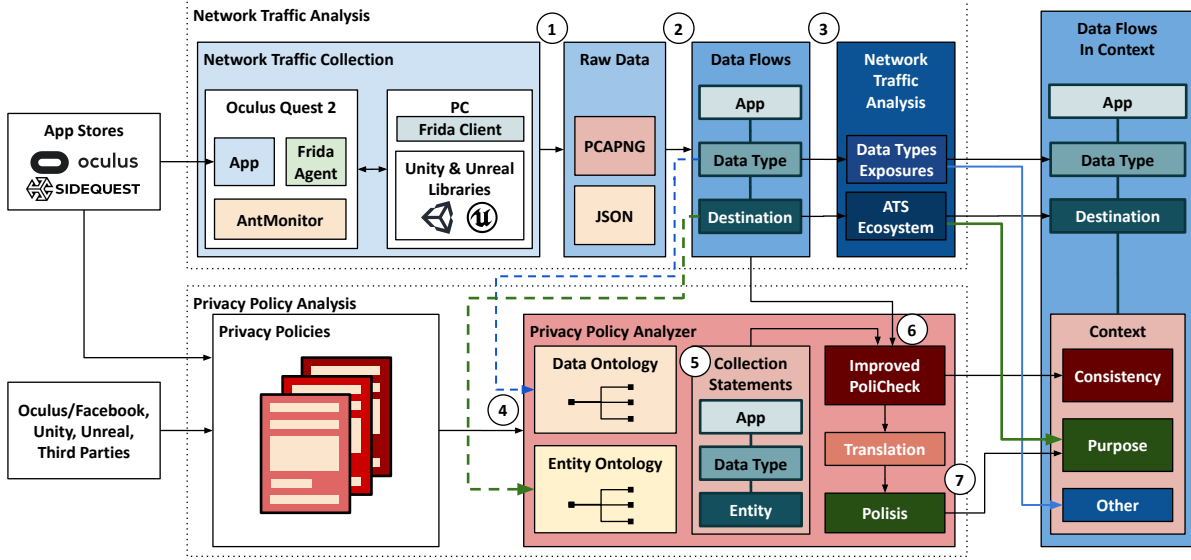 Network Traffic Analysis
1
2
3
Network Traffic Collection
Oculus Quest 2
App
Frida
Agent
AntMonitor
PC
Frida Client
Unity & Unreal
Libraries
Raw Data
PCAPNG
JSON
Data Flows
App
Data Type
Destination
Network
Traffic
Analysis
Data Types
Exposures
ATS
Ecosystem
Data Flows
In Context
App
Data Type
Destination
Context
Consistency
Purpose
Other
App Stores
oculus
SIDEQUEST
Oculus/Facebook,
Unity, Unreal,
Third Parties
Privacy Policy Analysis
Privacy Policies
4
Privacy Policy Analyzer
Data Ontology
Entity Ontology
5
Collection
Statements
App
Data Type
Entity
6
Improved
PoliCheck
Translation
Polisis
7